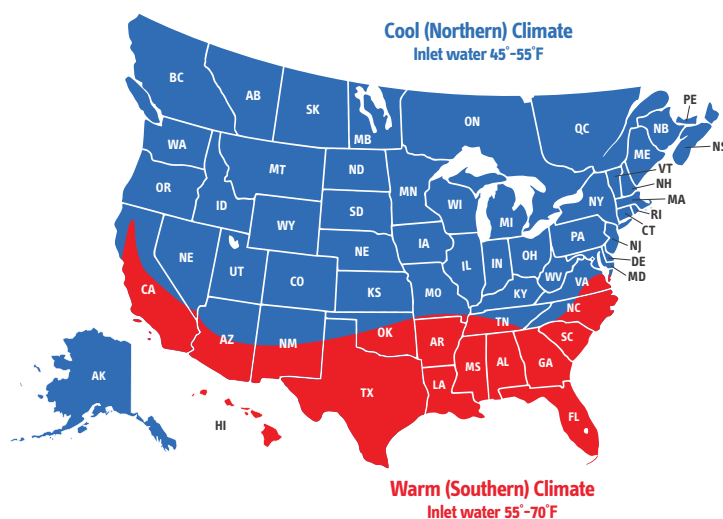 Cool (Northern) Climate
Inlet water 45˚-55˚F
BC
AB
SK
MB
ON
QC
PE
NB
NS
WA
MT
ND
MN
ME
VT
NH
OR
ID
WY
SD
WI
MI
NY
MA
RI
CT
NE
UT
CO
NE
IA
IL
IN
OH
PA
NJ
DE
MD
CA
KS
MO
KY
WV
VA
AZ
NM
OK
AR
TN
NC
SC
TX
LA
MS
AL
GA
FL
AK
HI
Warm (Southern) Climate
Inlet water 55˚-70˚F